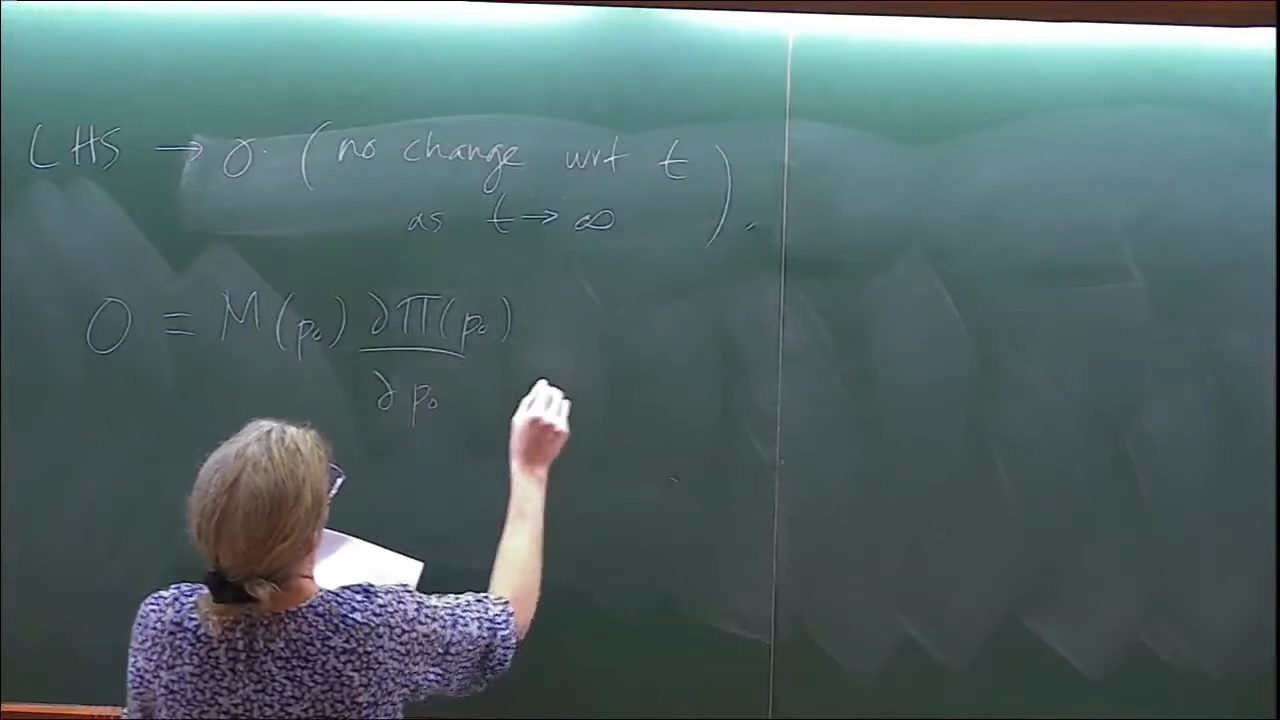 LHS → 0. (no change wrt t
as t → ∞).
0 = M(p₀) ∂Π(p₀)
∂p₀